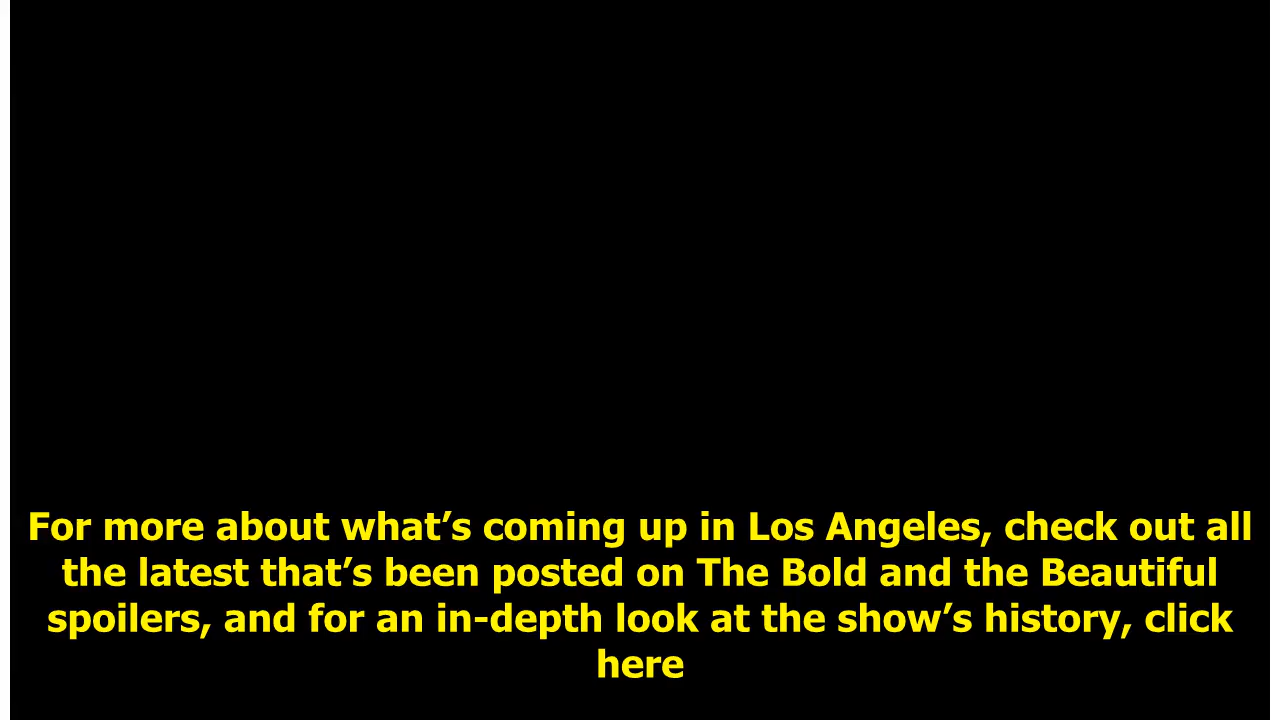 For more about what’s coming up in Los Angeles, check out all
the latest that’s been posted on The Bold and the Beautiful
spoilers, and for an in-depth look at the show’s history, click
here